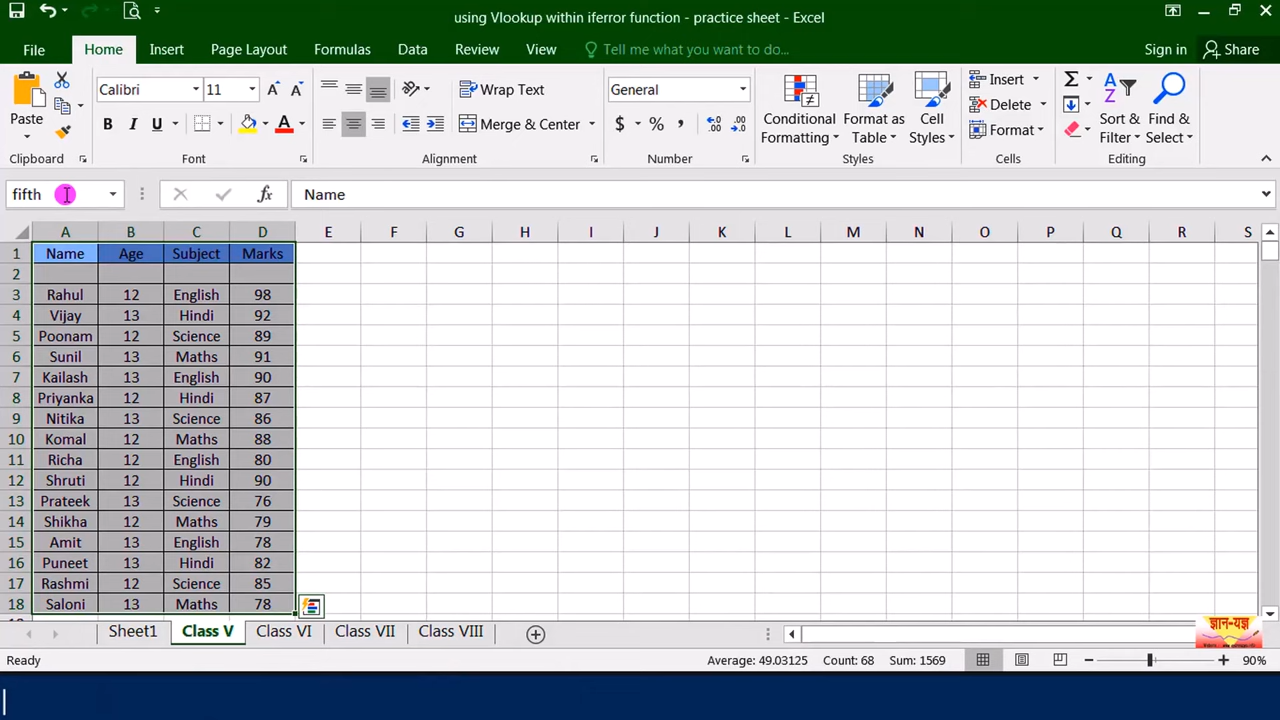 using Vlookup within iferror function - practice sheet - Excel
File Home Insert Page Layout Formulas Data Review View Tell me what you want to do... Sign in Share
Paste Calibri 11 Wrap Text General Insert
B I U Merge & Center $ % , Conditional Formatting Format as Table Cell Styles Delete Sort & Filter Find & Select
Format
Clipboard Font Alignment Number Styles Cells Editing
fifth fx Name
A B C D E F G H I J K L M N O P Q R S
1 Name Age Subject Marks
2
3 Rahul 12 English 98
4 Vijay 13 Hindi 92
5 Poonam 12 Science 89
6 Sunil 13 Maths 91
7 Kailash 13 English 90
8 Priyanka 12 Hindi 87
9 Nitika 13 Science 86
10 Komal 12 Maths 88
11 Richa 12 English 80
12 Shruti 12 Hindi 90
13 Prateek 13 Science 76
14 Shikha 12 Maths 79
15 Amit 13 English 78
16 Puneet 13 Hindi 82
17 Rashmi 12 Science 85
18 Saloni 13 Maths 78
Sheet1 Class V Class VI Class VII Class VIII
ज्ञान-यज्ञ
Ready Average: 49.03125 Count: 68 Sum: 1569 90%